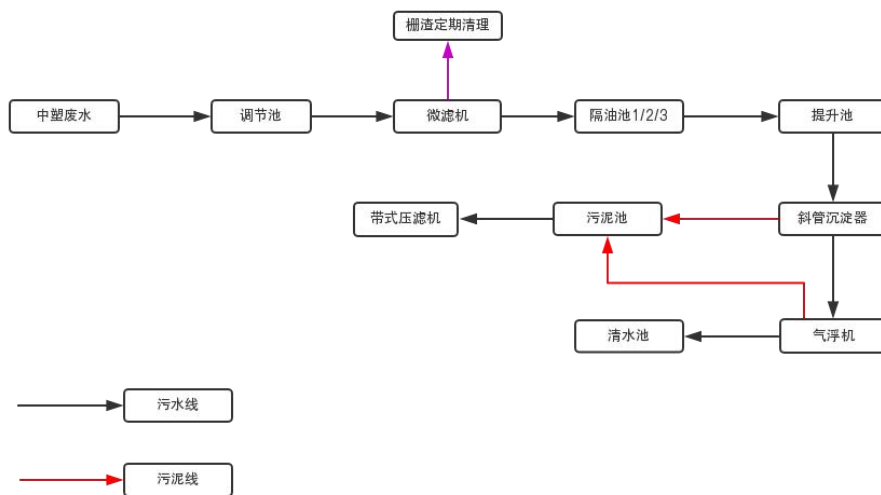 栅渣定期清理
中塑废水
调节池
微滤机
隔油池1/2/3
提升池
带式压滤机
污泥池
斜管沉淀器
清水池
气浮机
污水线
污泥线